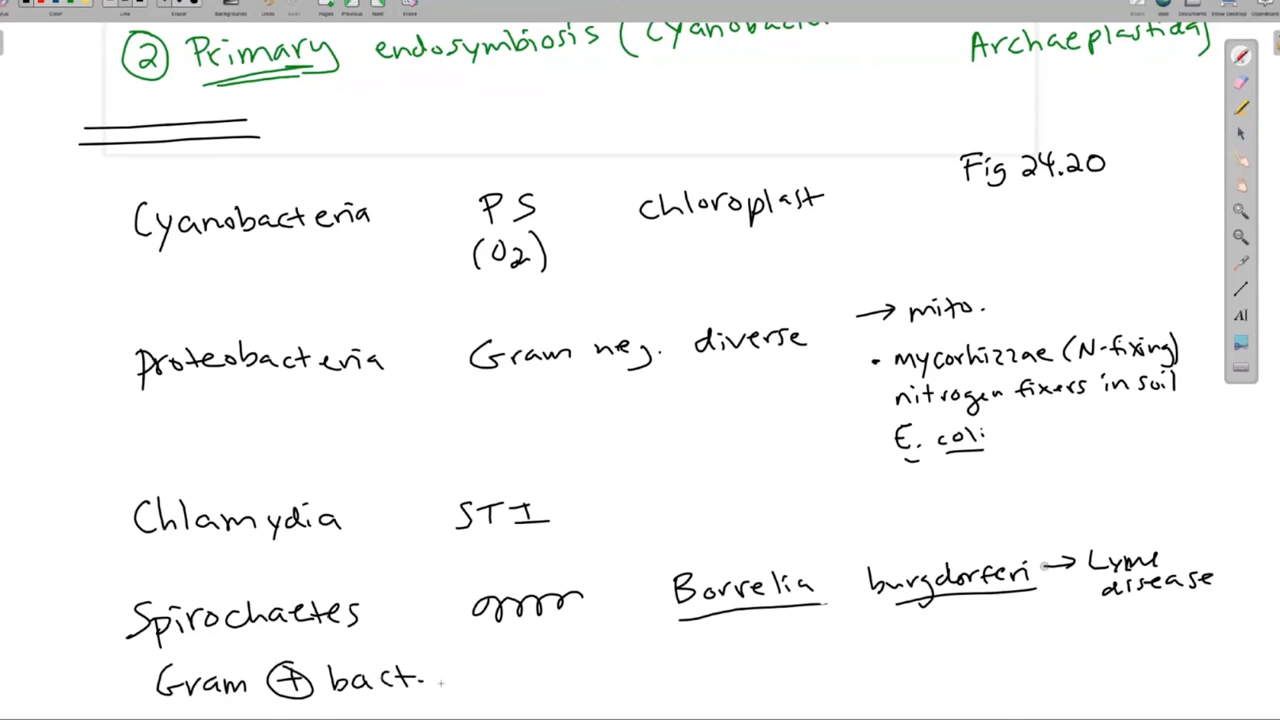 ② Primary endosymbiosis (Cyanobac
Archaeplastida)
Fig 24.20
Cyanobacteria PS chloroplast
(O2)
Proteobacteria Gram neg. diverse → mito.
• mycorhizzae (N-fixing)
nitrogen fixers in soil
E. coli
Chlamydia STI
Spirochaetes Borrelia burgdorferi → Lyme
disease
Gram ⊕ bact.